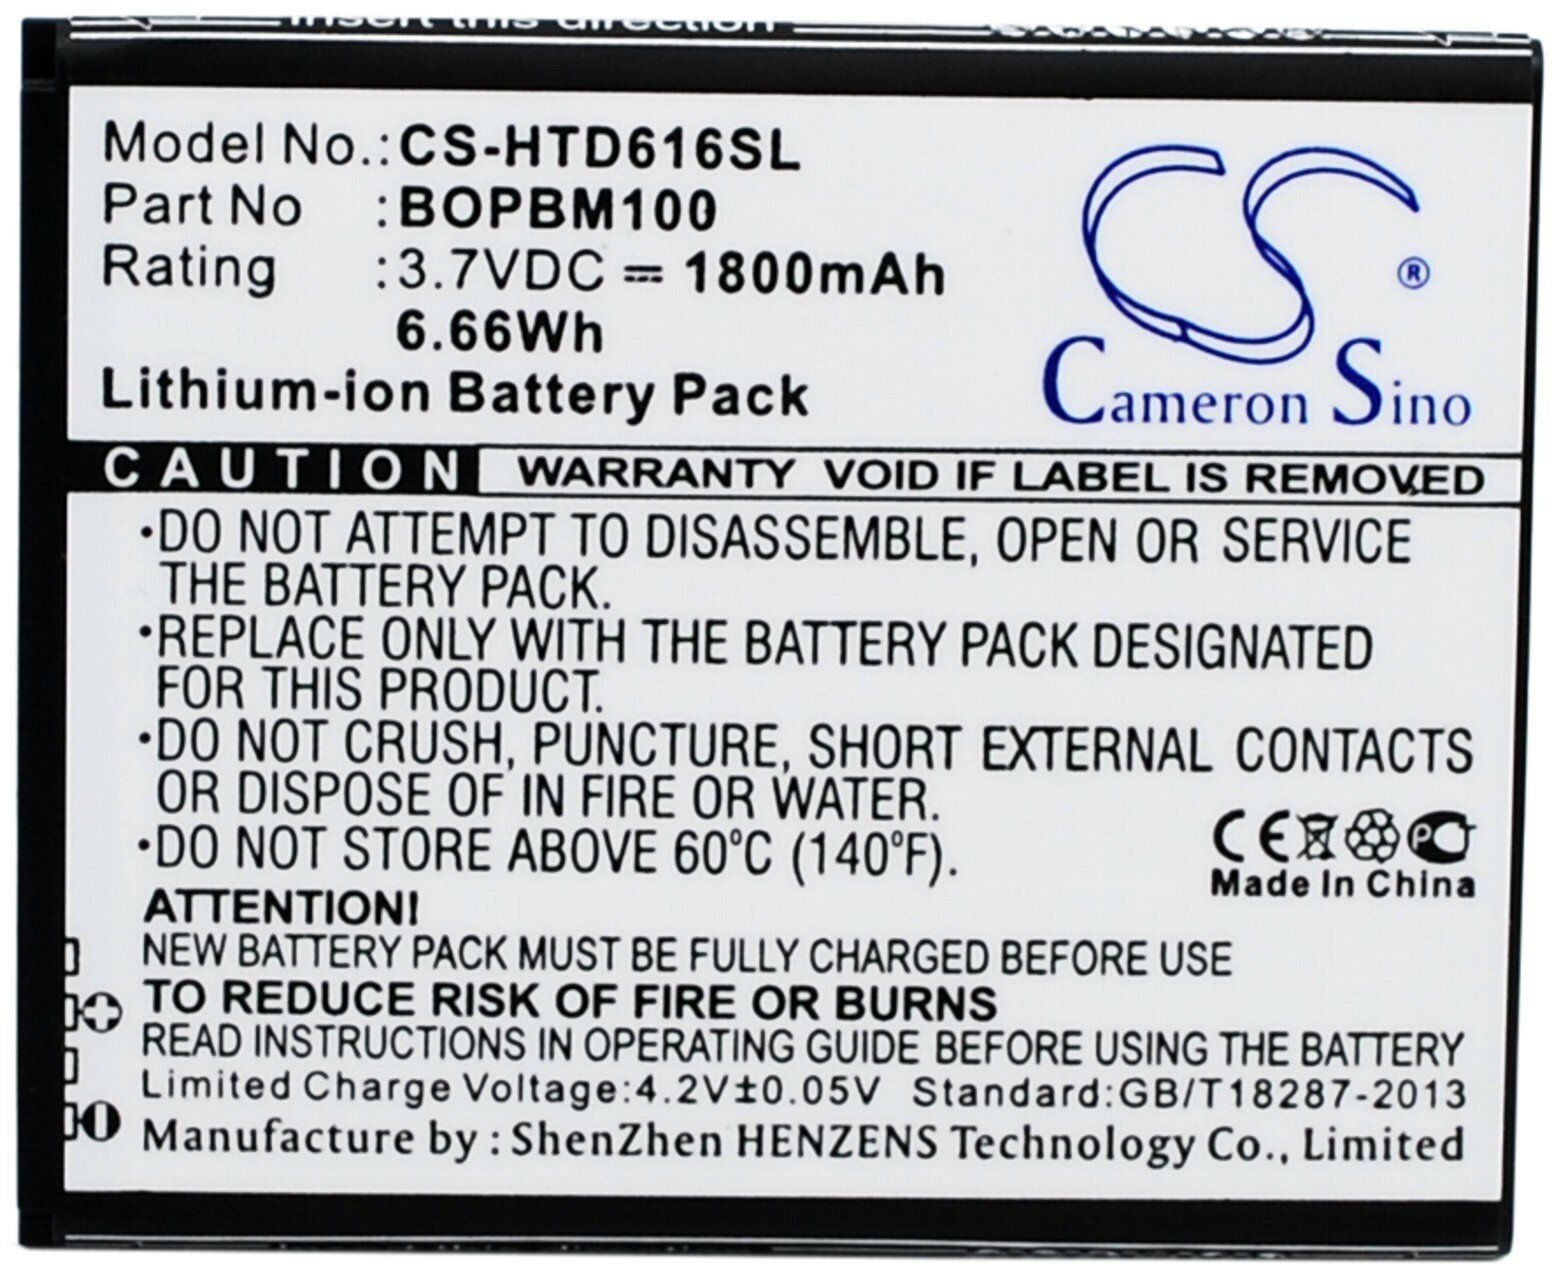 Insert this direction
Model No.:CS-HTD616SL
Part No :BOPBM100
Rating :3.7VDC ⎓ 1800mAh
6.66Wh
Lithium-ion Battery Pack
CS®
Cameron Sino
CAUTION WARRANTY VOID IF LABEL IS REMOVED
•DO NOT ATTEMPT TO DISASSEMBLE, OPEN OR SERVICE
THE BATTERY PACK.
•REPLACE ONLY WITH THE BATTERY PACK DESIGNATED
FOR THIS PRODUCT.
•DO NOT CRUSH, PUNCTURE, SHORT EXTERNAL CONTACTS
OR DISPOSE OF IN FIRE OR WATER.
•DO NOT STORE ABOVE 60°C (140°F).
CE PCT
Made In China
ATTENTION!
NEW BATTERY PACK MUST BE FULLY CHARGED BEFORE USE
TO REDUCE RISK OF FIRE OR BURNS
READ INSTRUCTIONS IN OPERATING GUIDE BEFORE USING THE BATTERY
Limited Charge Voltage:4.2V±0.05V Standard:GB/T18287-2013
Manufacture by : ShenZhen HENZENS Technology Co., Limited